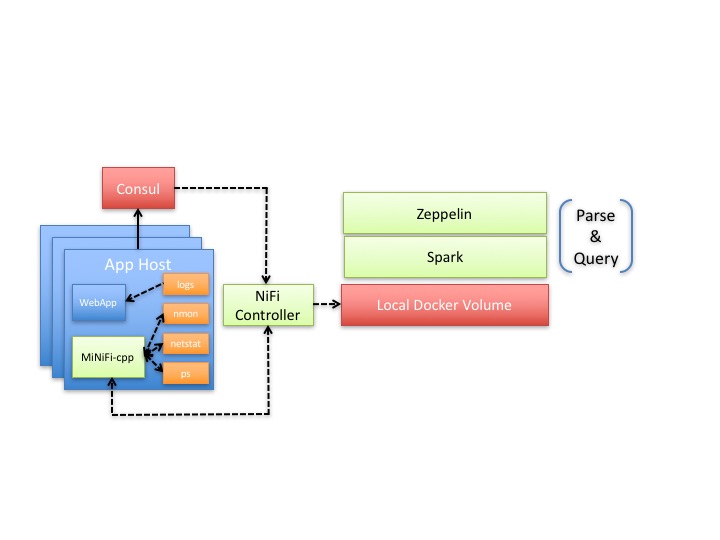 Consul
App Host
WebApp
logs
nmon
MiNiFi-cpp
netstat
ps
NiFi
Controller
Zeppelin
Spark
Local Docker Volume
Parse
&
Query